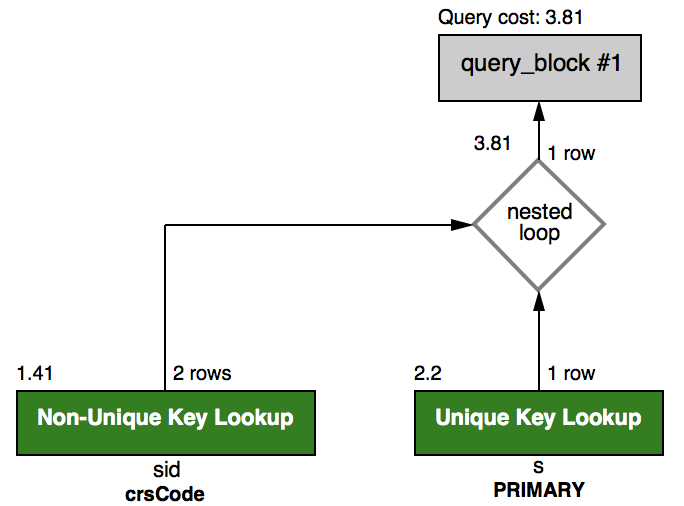 Query cost: 3.81
query_block #1
3.81
1 row
nested
loop
1.41
2 rows
2.2
1 row
Non-Unique Key Lookup
Unique Key Lookup
sid
crsCode
s
PRIMARY